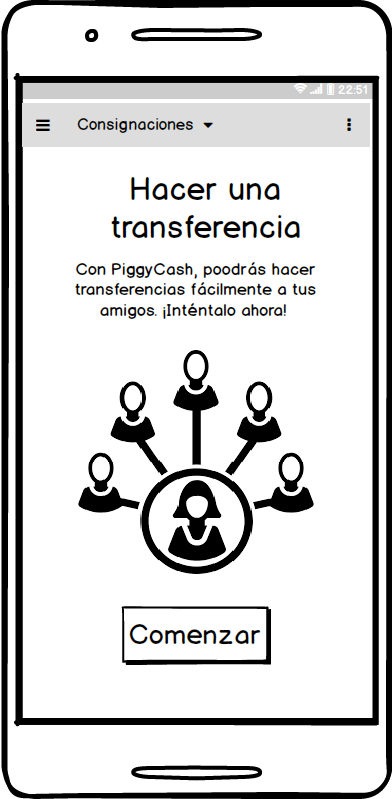 22:51
Consignaciones
Hacer una
transferencia
Con PiggyCash, poodrás hacer
transferencias fácilmente a tus
amigos. ¡Inténtalo ahora!
Comenzar